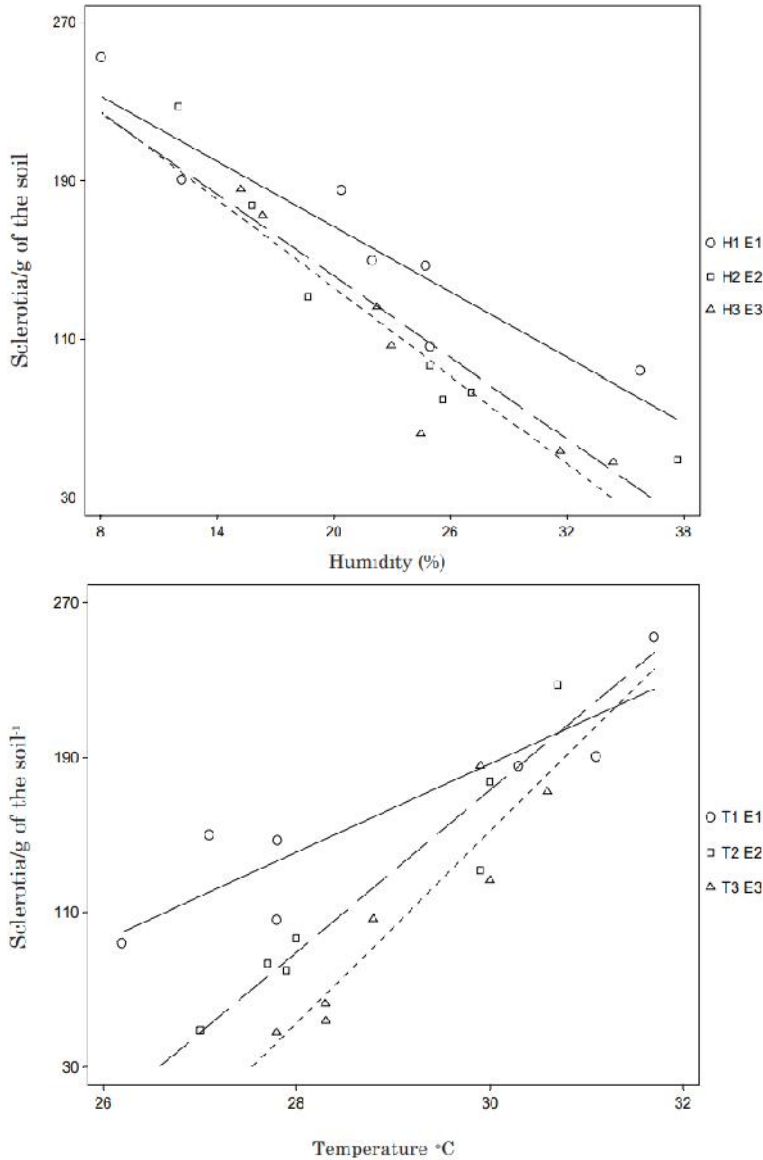 270
190
110
30
Sclerotia/g of the soil
8
14
20
26
32
38
Humidity (%)
H1 E1
H2 E2
H3 E3
270
190
110
30
Sclerotia/g of the soil⁻¹
26
28
30
32
Temperature °C
T1 E1
T2 E2
T3 E3